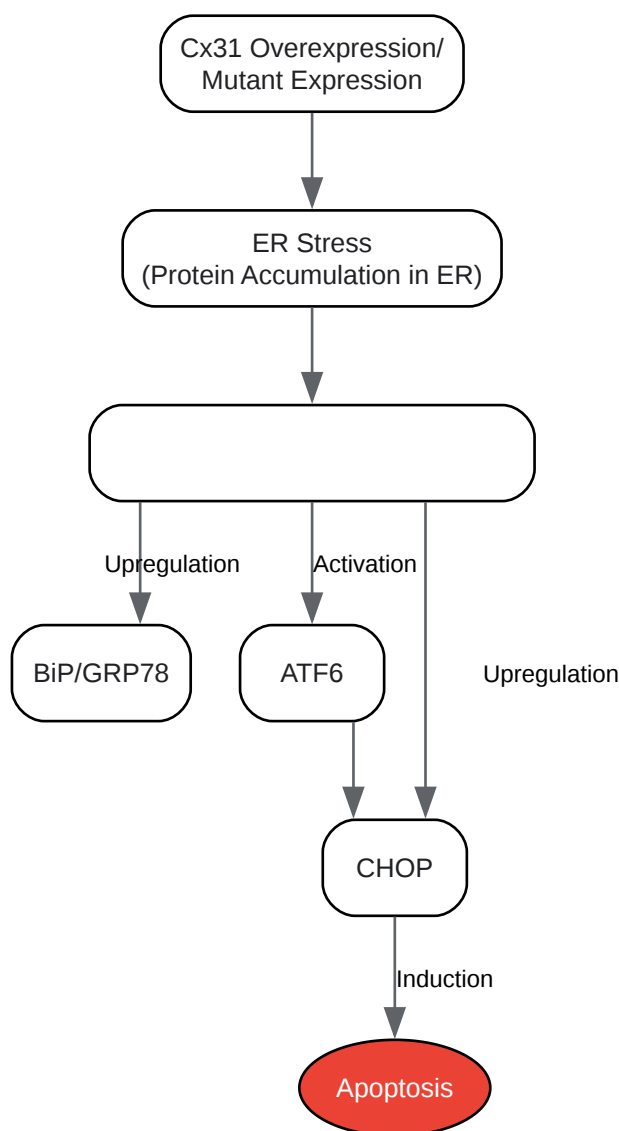 Cx31 Overexpression/
Mutant Expression
ER Stress
(Protein Accumulation in ER)
Upregulation
Activation
BiP/GRP78
ATF6
Upregulation
CHOP
Induction
Apoptosis